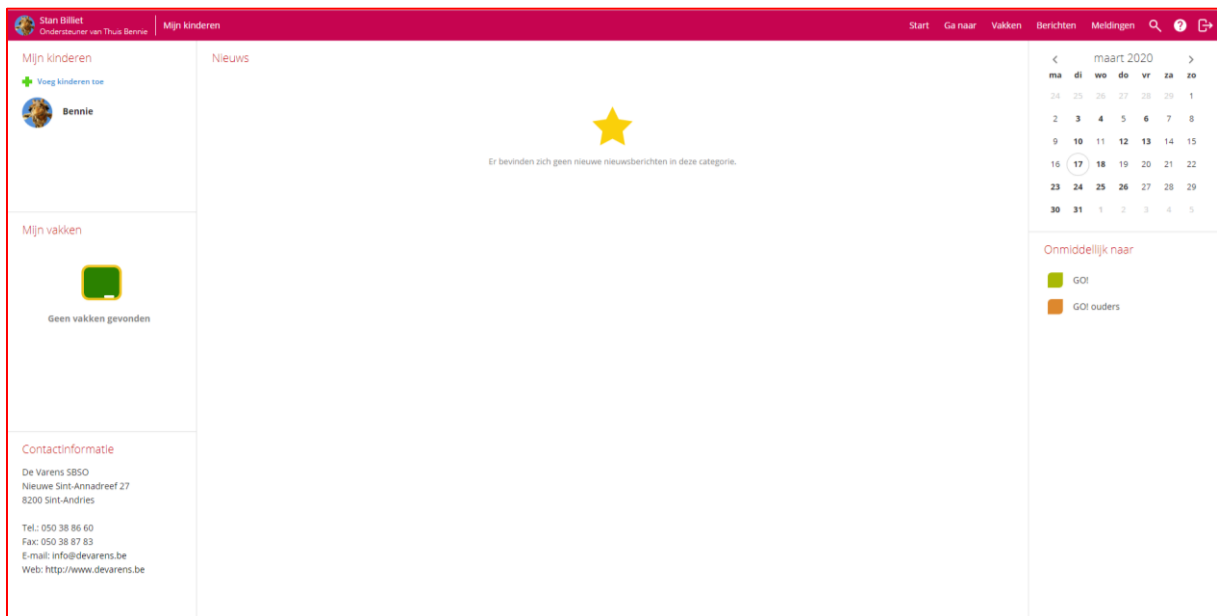 Stan Billiet
Ondersteuner van Thuis Bennie
Mijn kinderen
Start Ga naar Vakken Berichten Meldingen ?
Mijn kinderen
Voeg kinderen toe
Bennie
Mijn vakken
Geen vakken gevonden
Contactinformatie
De Varens SBSO
Nieuwe Sint-Annadreef 27
8200 Sint-Andries
Tel.: 050 38 86 60
Fax: 050 38 87 83
E-mail: info@devarens.be
Web: http://www.devarens.be
Nieuws
Er bevinden zich geen nieuwe nieuwsberichten in deze categorie.
< maart 2020 >
ma di wo do vr za zo
24 25 26 27 28 29 1
2 3 4 5 6 7 8
9 10 11 12 13 14 15
16 17 18 19 20 21 22
23 24 25 26 27 28 29
30 31 1 2 3 4 5
Onmiddellijk naar
GO!
GO! ouders